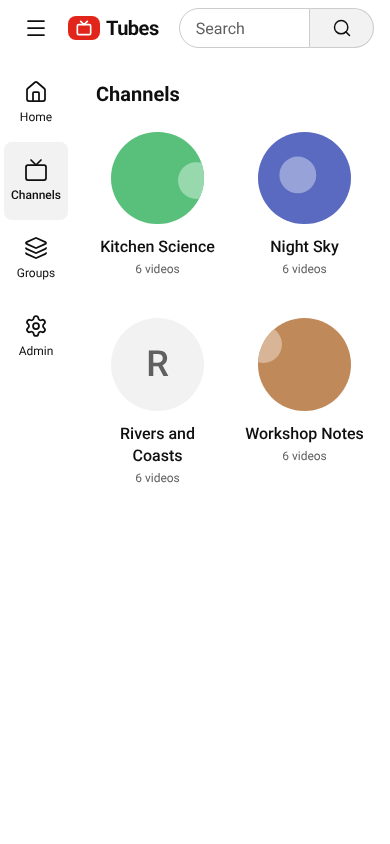 Tubes
Search
Home
Channels
Groups
Admin
Channels
Kitchen Science
6 videos
Night Sky
6 videos
R
Rivers and
Coasts
6 videos
Workshop Notes
6 videos